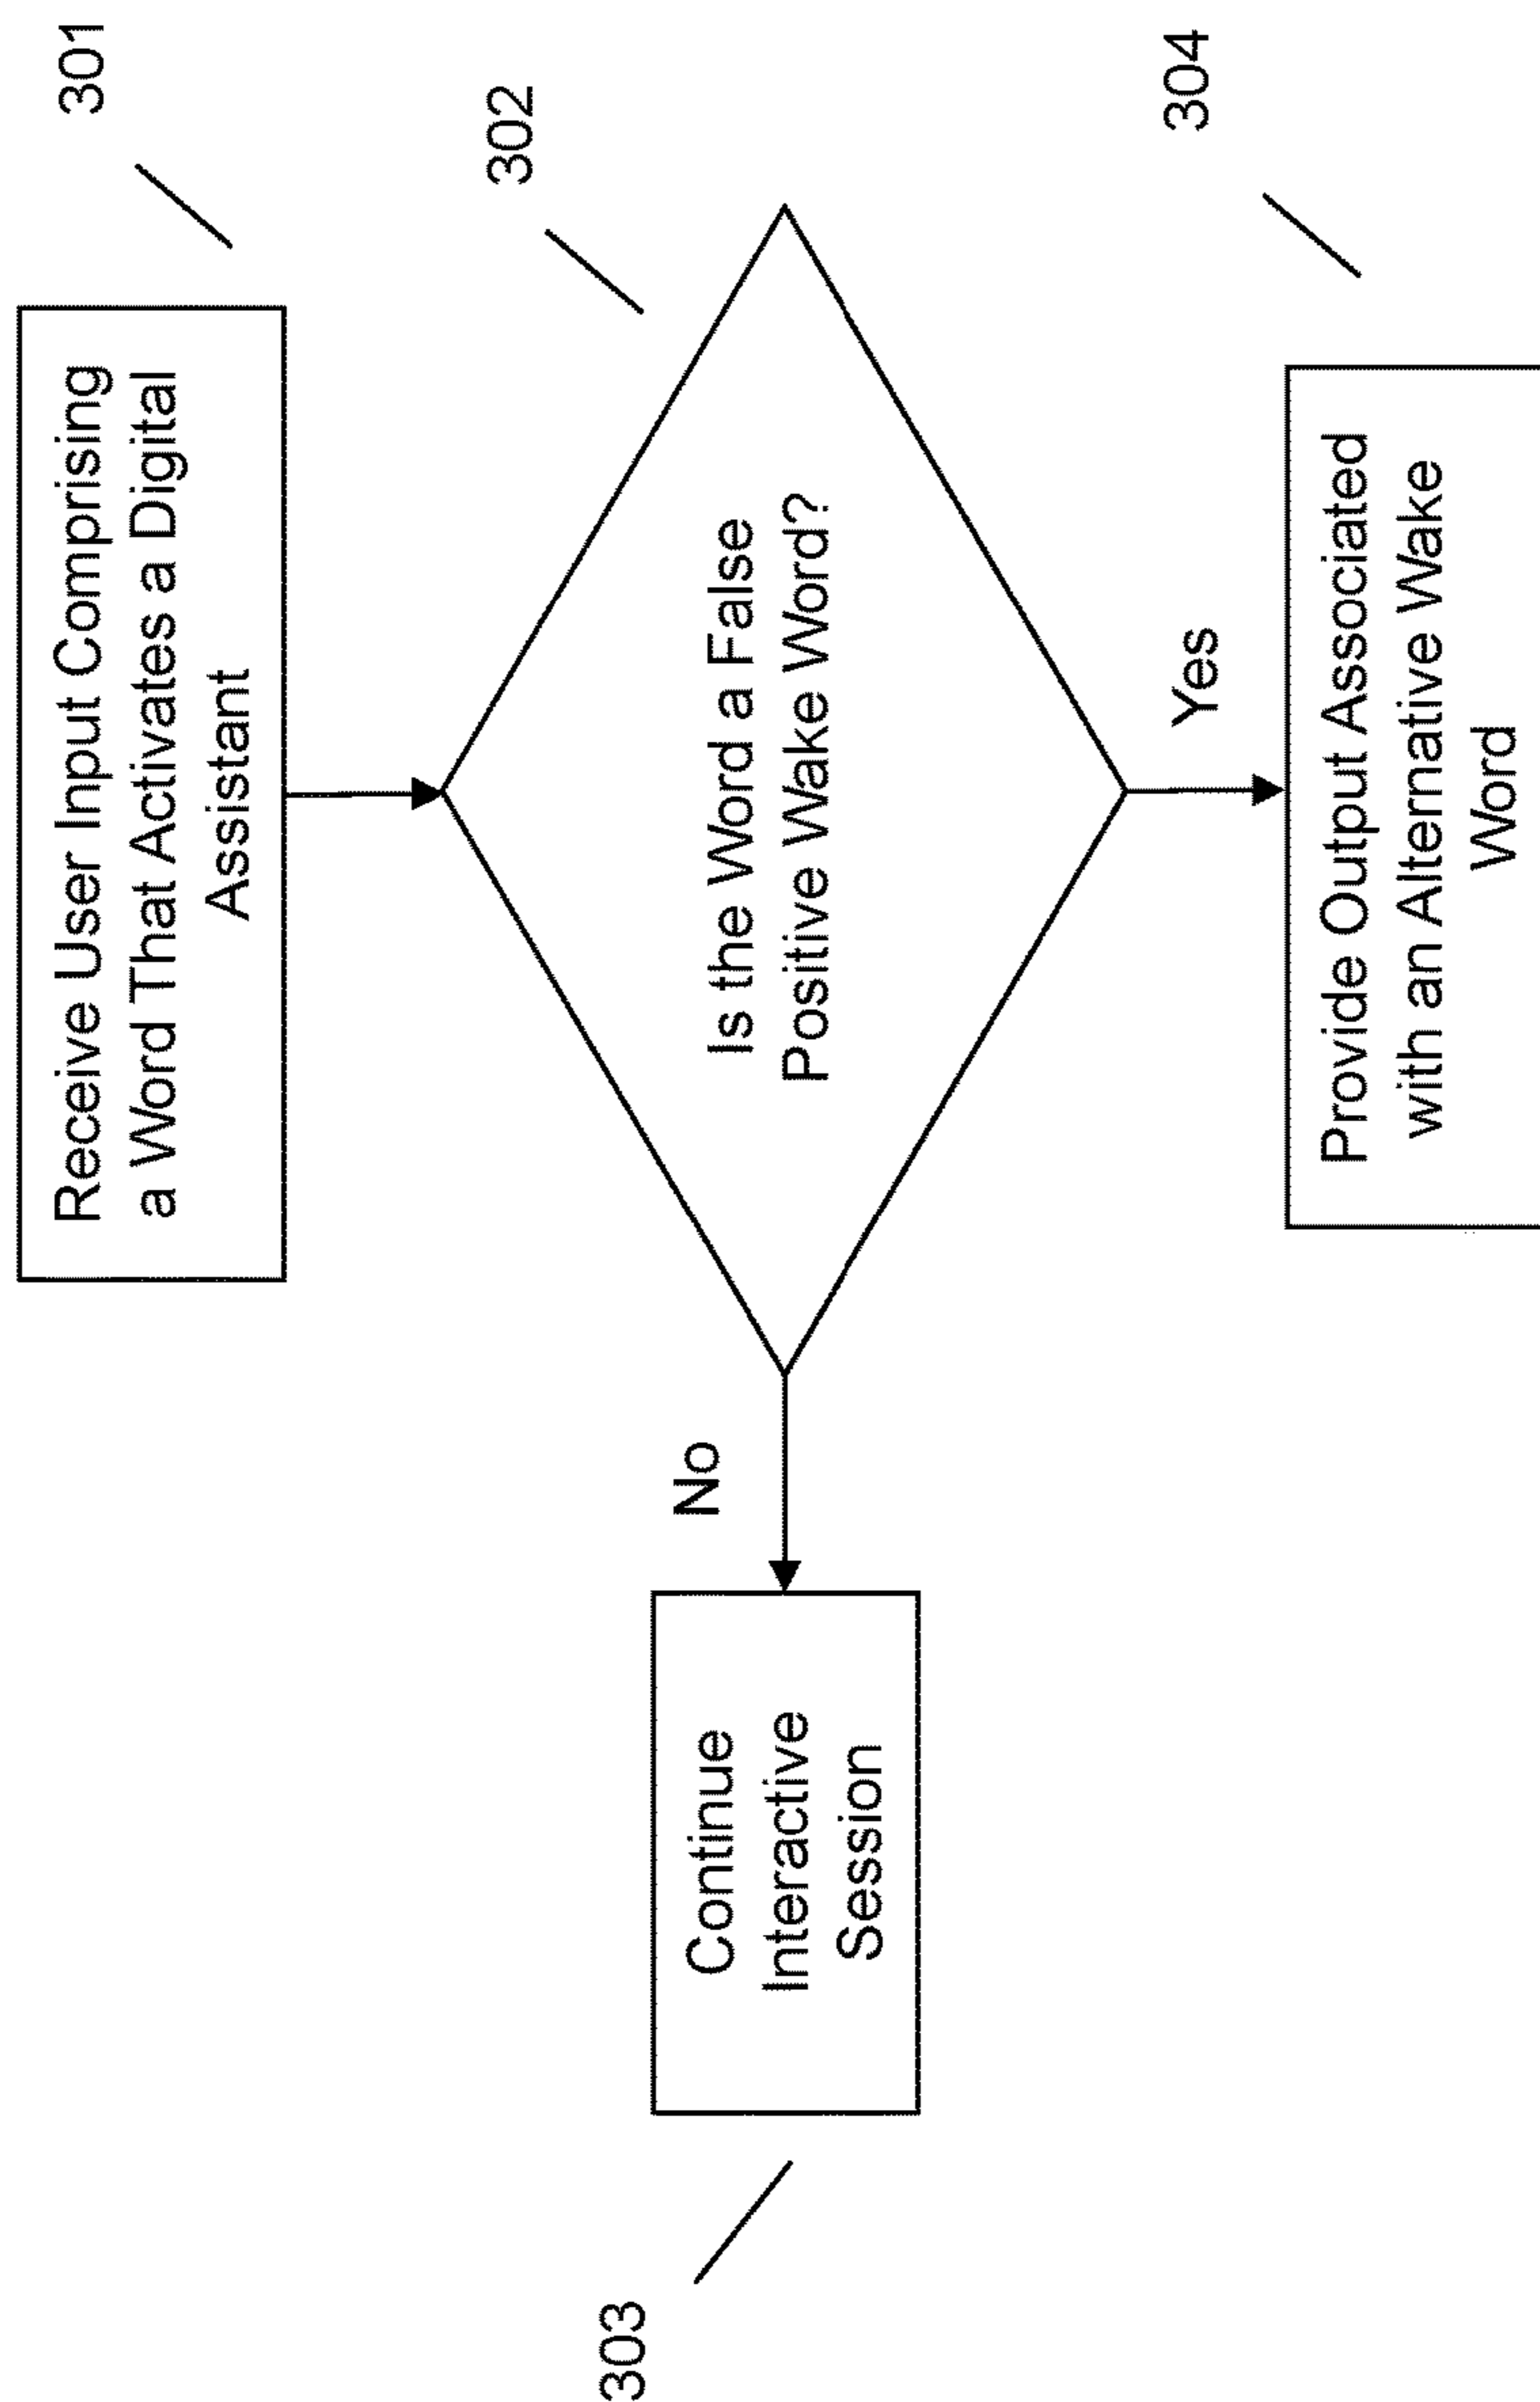 301
Receive User Input Comprising
a Word That Activates a Digital
Assistant
302
Is the Word a False
Positive Wake Word?
No
303
Continue
Interactive
Session
Yes
304
Provide Output Associated
with an Alternative Wake
Word